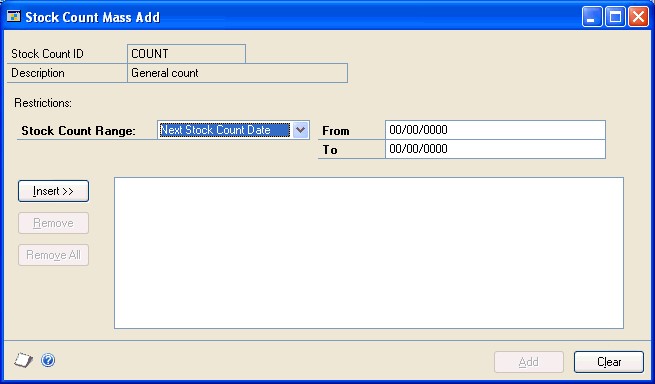 Stock Count Mass Add
Stock Count ID COUNT
Description General count
Restrictions:
Stock Count Range: Next Stock Count Date From 00/00/0000
To 00/00/0000
Insert >>
Remove
Remove All
Add Clear